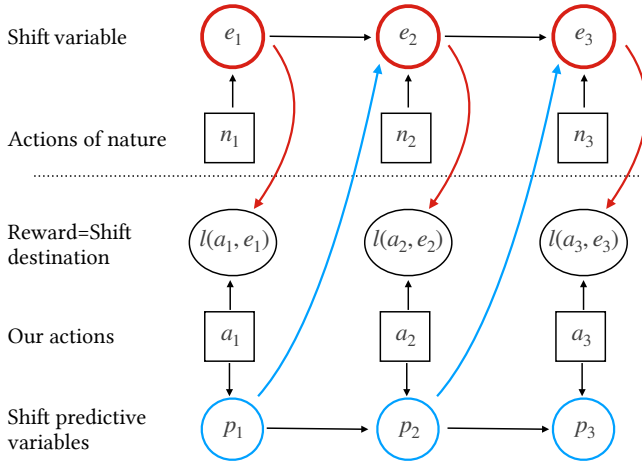 Shift variable e₁ e₂ e₃
Actions of nature n₁ n₂ n₃
Reward=Shift
destination
l(a₁, e₁) l(a₂, e₂) l(a₃, e₃)
Our actions a₁ a₂ a₃
Shift predictive
variables
p₁ p₂ p₃